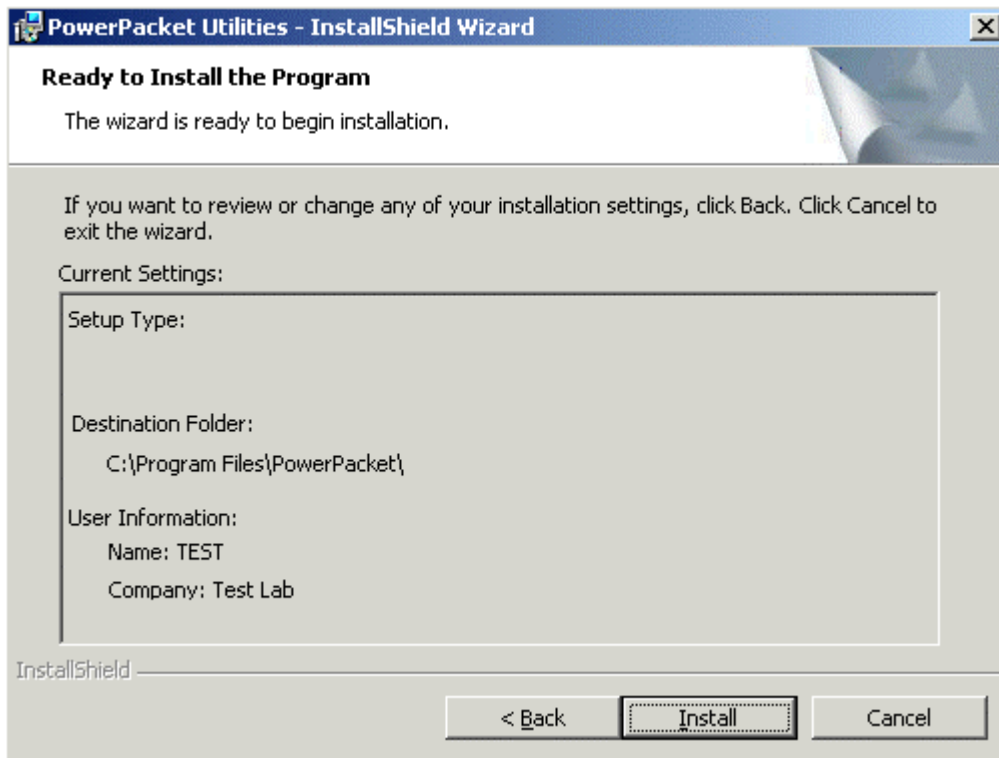 PowerPacket Utilities - InstallShield Wizard
Ready to Install the Program
The wizard is ready to begin installation.
If you want to review or change any of your installation settings, click Back. Click Cancel to
exit the wizard.
Current Settings:
Setup Type:
Destination Folder:
C:\Program Files\PowerPacket\
User Information:
Name: TEST
Company: Test Lab
InstallShield
< Back
Install
Cancel